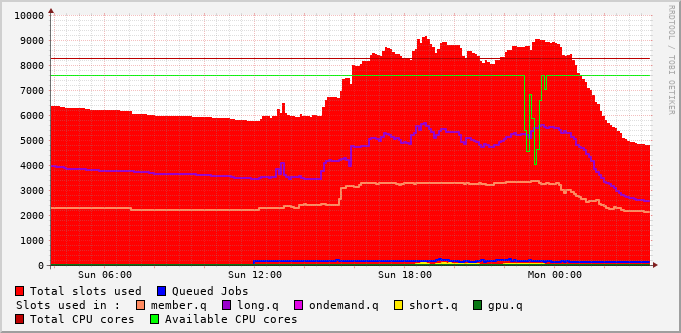 10000
9000
8000
7000
6000
5000
4000
3000
2000
1000
0
Sun 06:00 Sun 12:00 Sun 18:00 Mon 00:00
RRDTOOL / TOBI OETIKER
Total slots used Queued Jobs
Slots used in : member.q long.q ondemand.q short.q gpu.q
Total CPU cores Available CPU cores